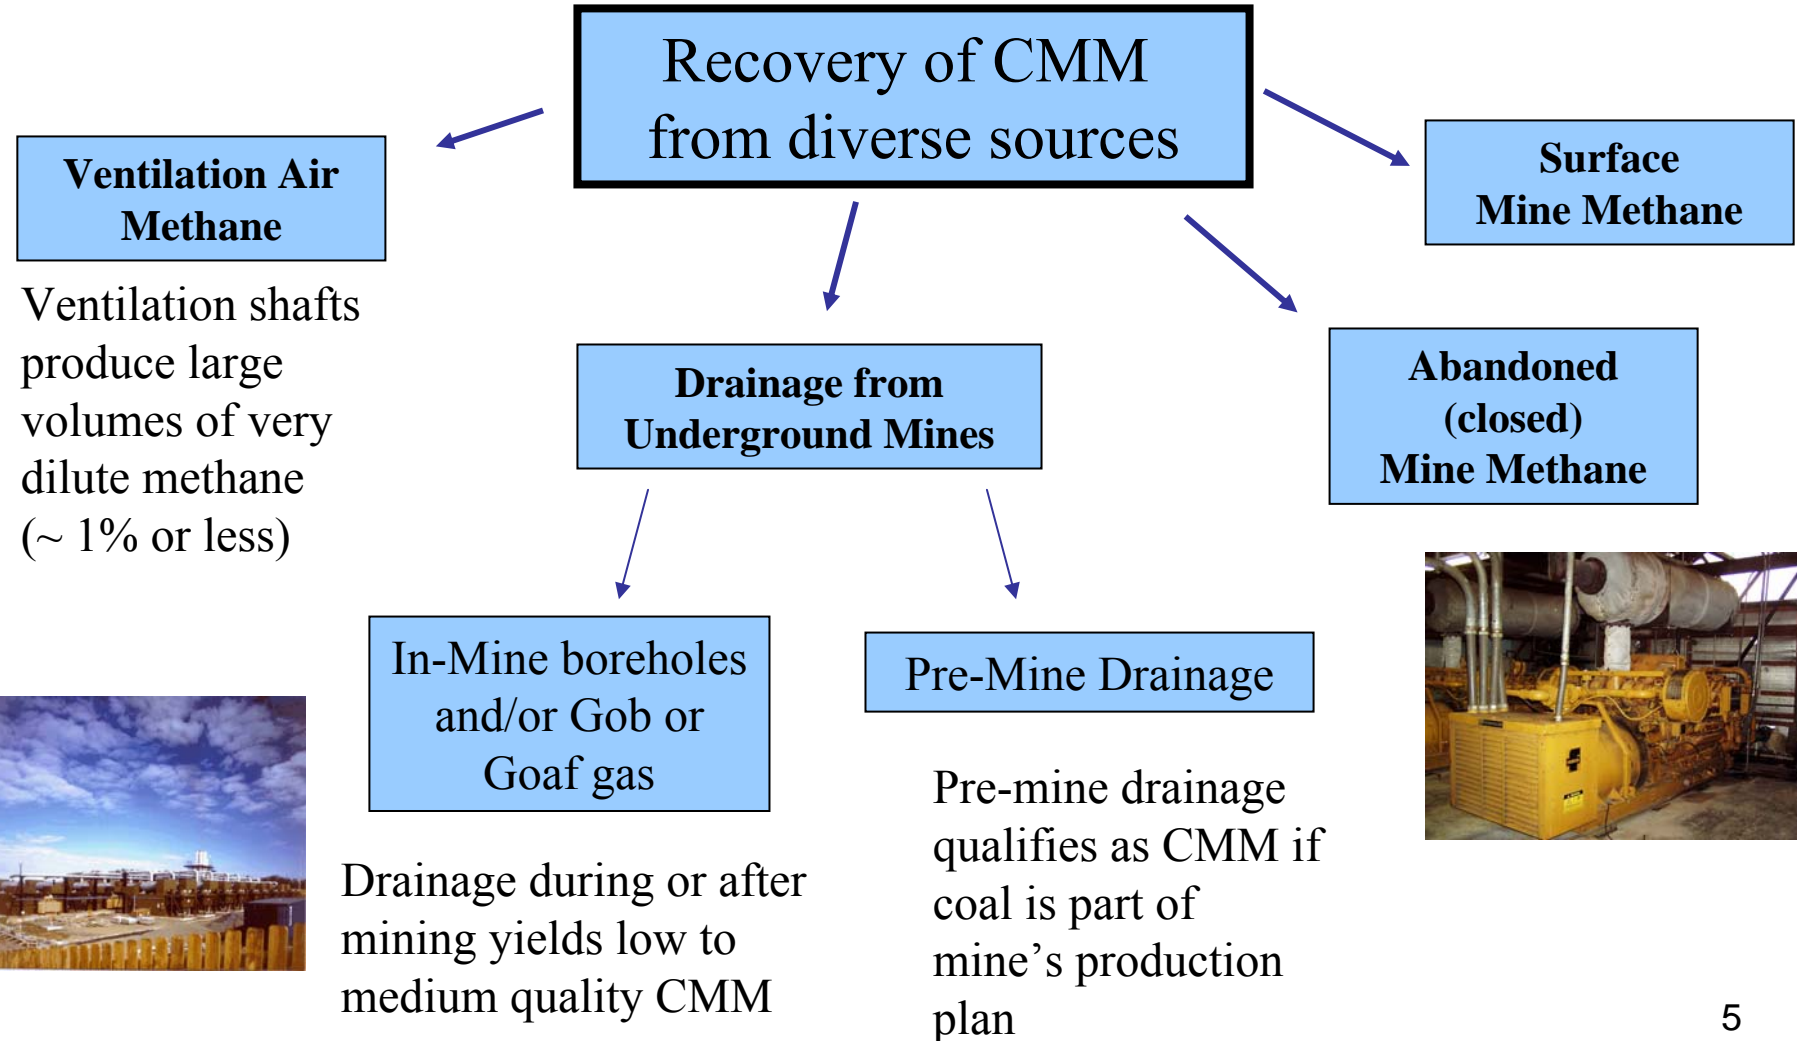 Recovery of CMM
from diverse sources
Ventilation Air
Methane
Ventilation shafts
produce large
volumes of very
dilute methane
(~ 1% or less)
Surface
Mine Methane
Drainage from
Underground Mines
Abandoned
(closed)
Mine Methane
In-Mine boreholes
and/or Gob or
Goaf gas
Drainage during or after
mining yields low to
medium quality CMM
Pre-Mine Drainage
Pre-mine drainage
qualifies as CMM if
coal is part of
mine’s production
plan
5